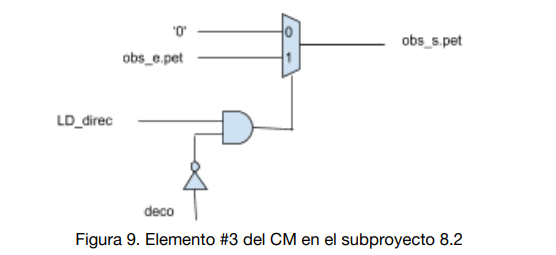 '0'
0
obs_s.pet
obs_e.pet
1
LD_direc
deco
Figura 9. Elemento #3 del CM en el subproyecto 8.2